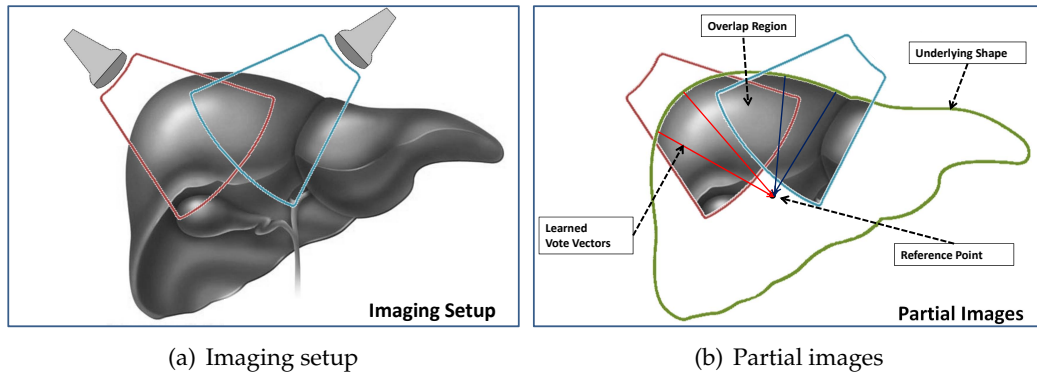 Imaging Setup
Overlap Region
Underlying Shape
Learned
Vote Vectors
Reference Point
Partial Images
(a) Imaging setup
(b) Partial images